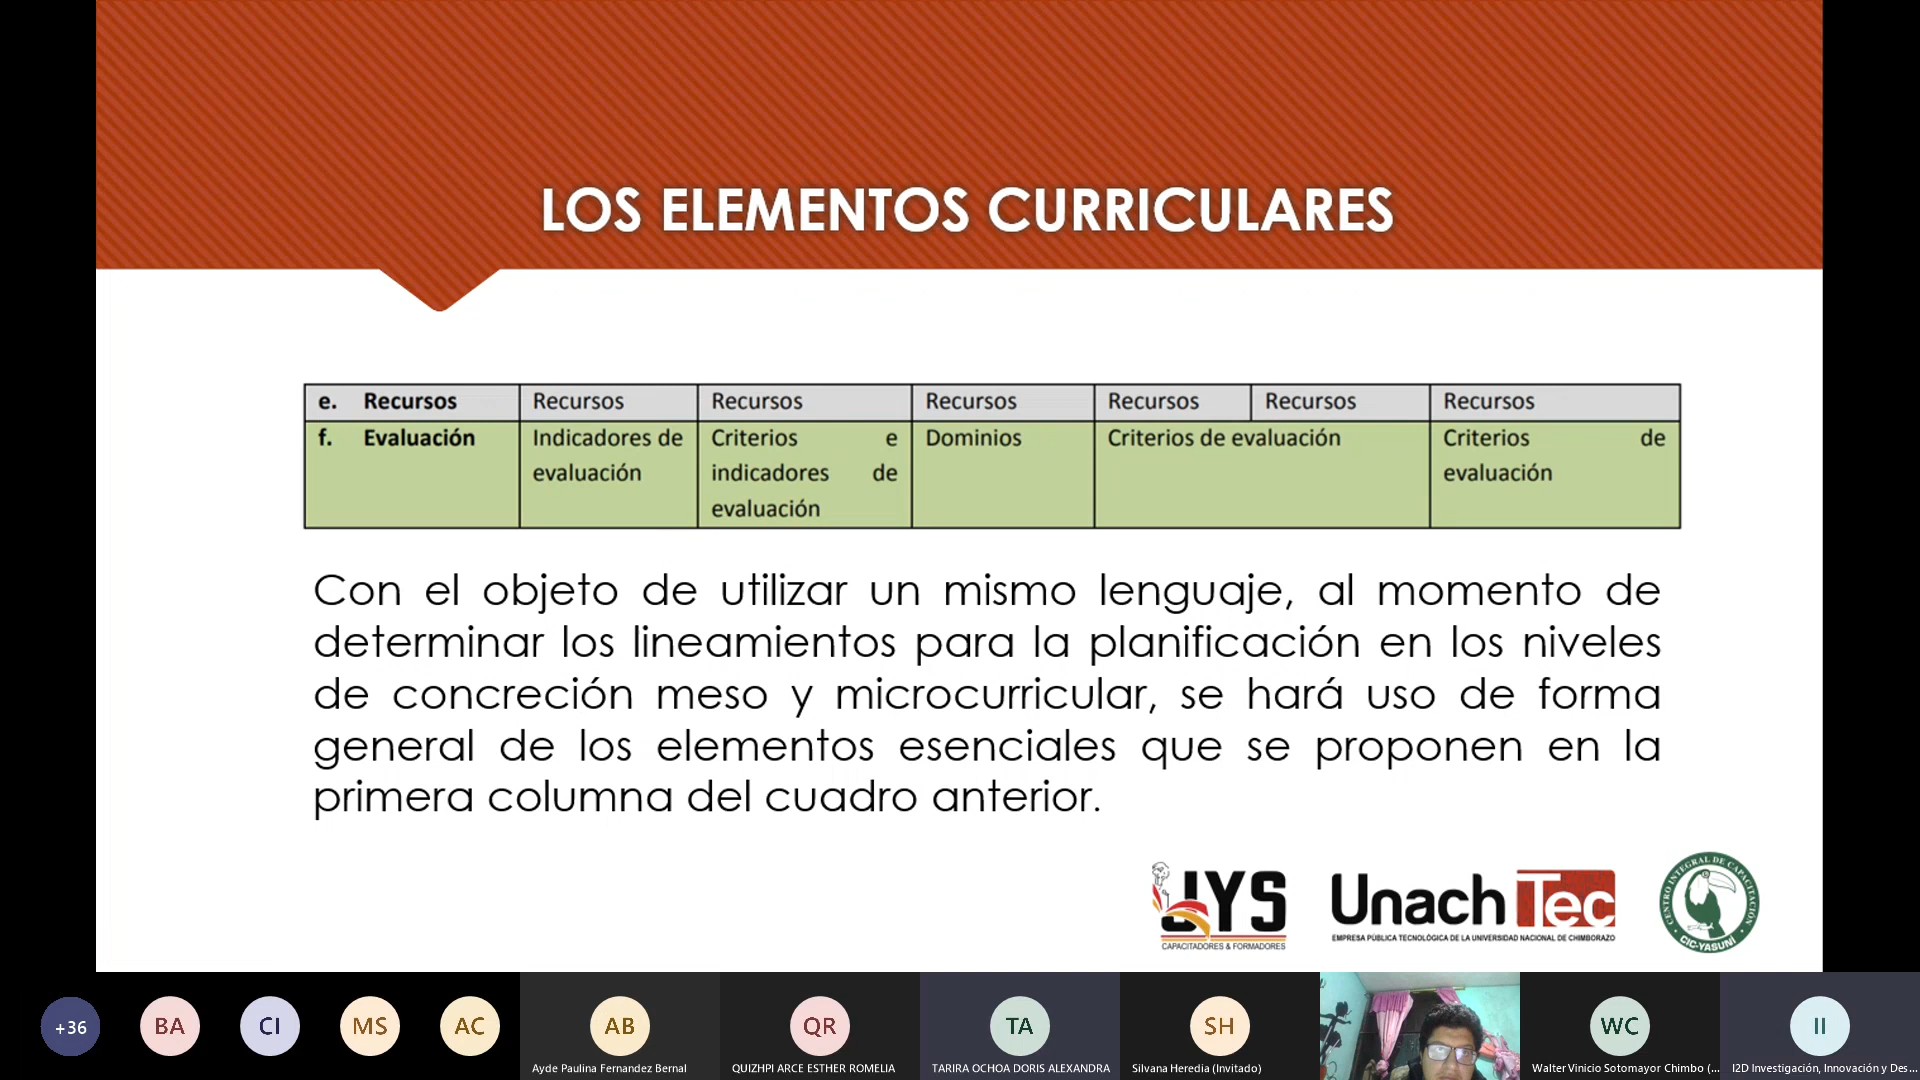 LOS ELEMENTOS CURRICULARES
e. Recursos Recursos Recursos Recursos Recursos Recursos Recursos
f. Evaluación Indicadores de evaluación Criterios e indicadores de evaluación Dominios Criterios de evaluación Criterios de evaluación
Con el objeto de utilizar un mismo lenguaje, al momento de
determinar los lineamientos para la planificación en los niveles
de concreción meso y microcurricular, se hará uso de forma
general de los elementos esenciales que se proponen en la
primera columna del cuadro anterior.
JYS
CAPACITADORES & FORMADORES
UnachTec
EMPRESA PÚBLICA TECNOLÓGICA DE LA UNIVERSIDAD NACIONAL DE CHIMBORAZO
CENTRO INTEGRAL DE CAPACITACIÓN
CIC-YASUNÍ
+36 BA CI MS AC AB QR TA SH WC II
Ayde Paulina Fernandez Bernal
QUIZHPI ARCE ESTHER ROMELIA
TARIRA OCHOA DORIS ALEXANDRA
Silvana Heredia (Invitado)
Walter Vinicio Sotomayor Chimbo (...
I2D Investigación, Innovación y Des...